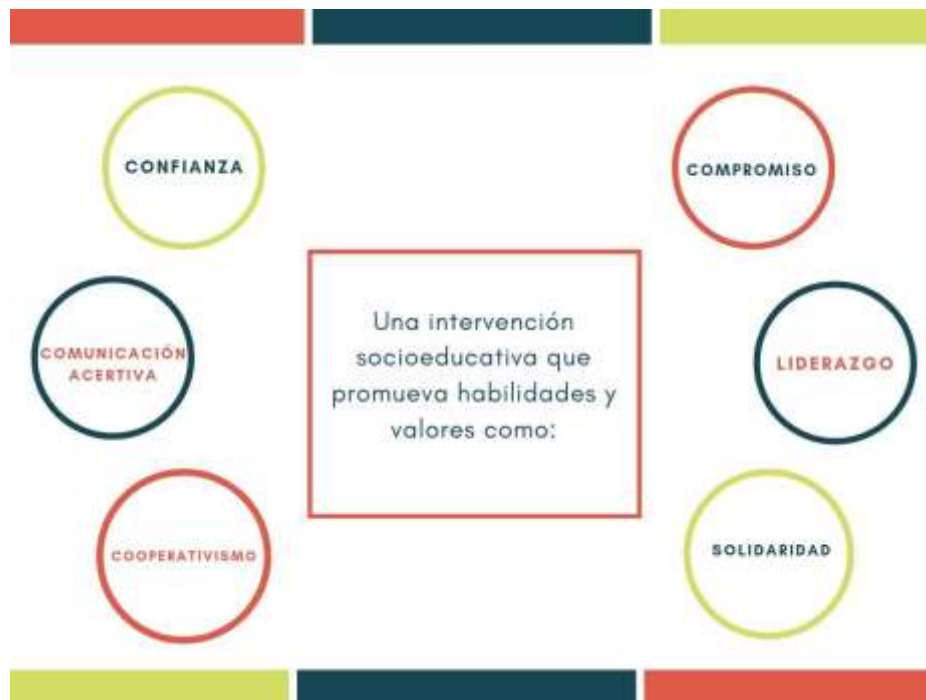 CONFIANZA
COMPROMISO
Una intervención
socioeducativa que
promueva habilidades y
valores como:
COMUNICACIÓN
ACERTIVA
LIDERAZGO
COOPERATIVISMO
SOLIDARIDAD